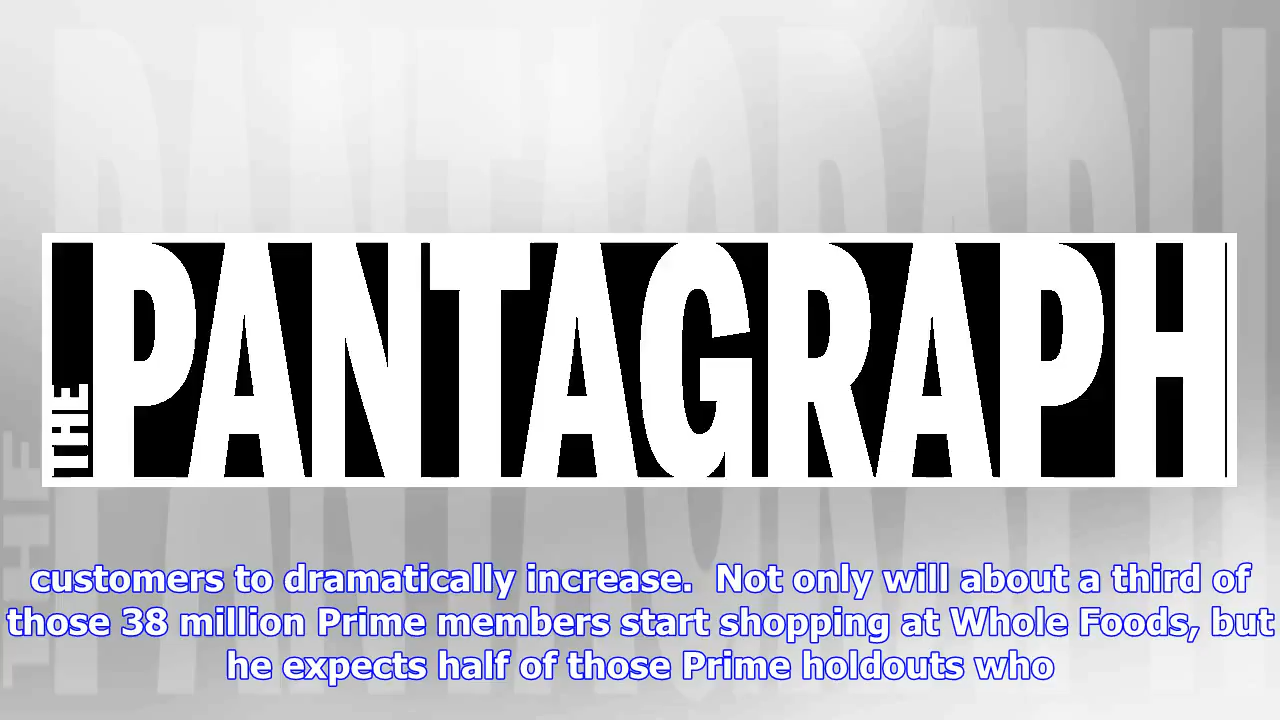 THE PANTAGRAPH
customers to dramatically increase.  Not only will about a third of
those 38 million Prime members start shopping at Whole Foods, but
he expects half of those Prime holdouts who